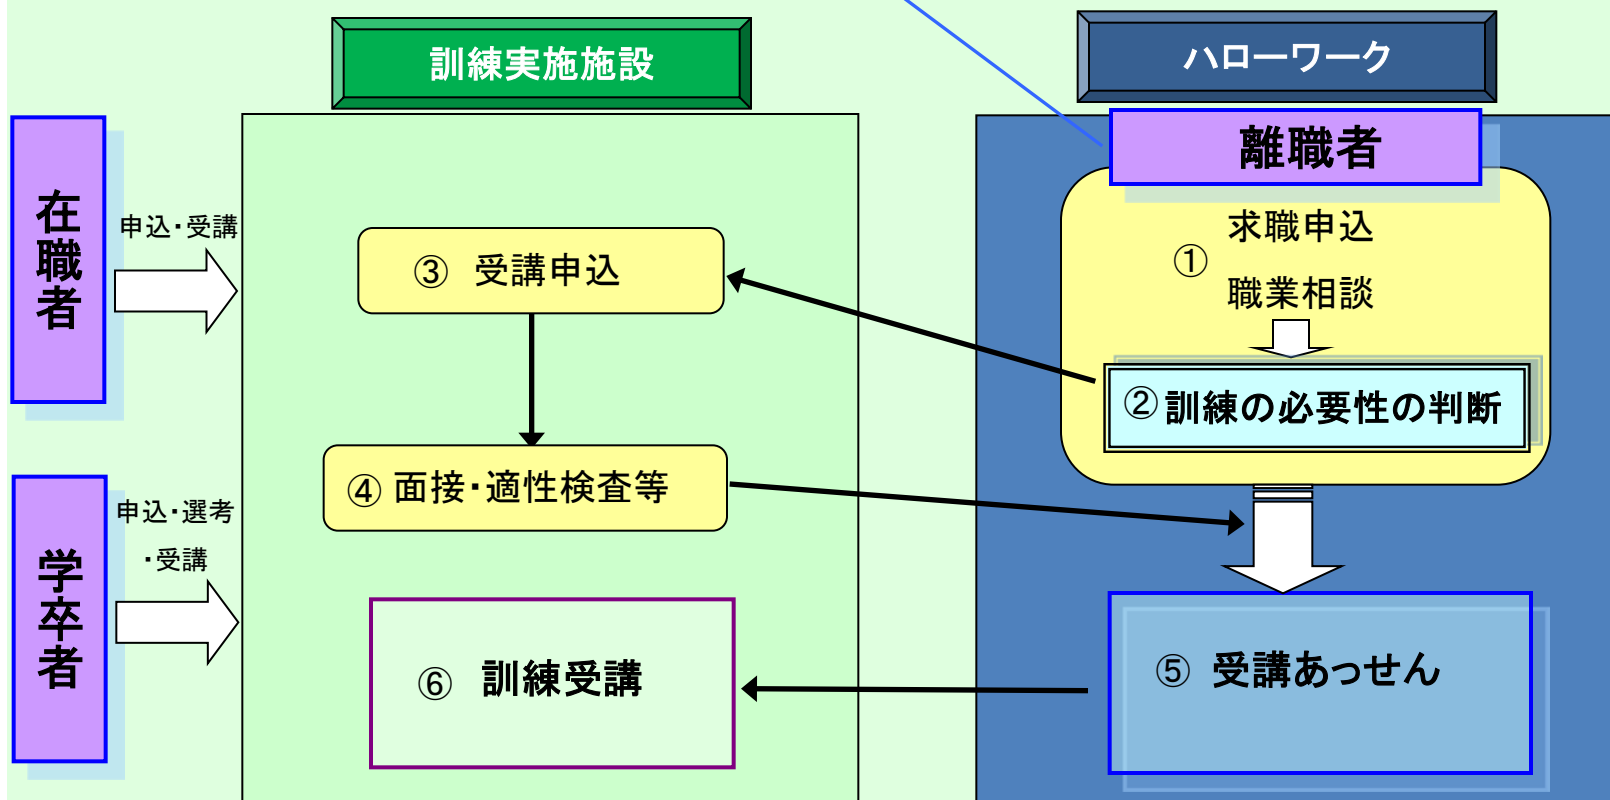 訓練実施施設
ハローワーク
離職者
在職者
申込・受講
求職申込
①
職業相談
③ 受講申込
②訓練の必要性の判断
④ 面接・適性検査等
学卒者
申込・選考
・受講
⑤ 受講あっせん
⑥ 訓練受講